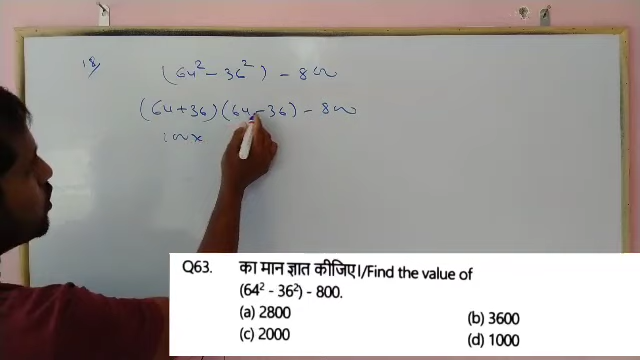 18/
(64² - 36²) - 800
(64+36)(64-36) - 800
100×
Q63. का मान ज्ञात कीजिए।/Find the value of
(64² - 36²) - 800.
(a) 2800
(b) 3600
(c) 2000
(d) 1000